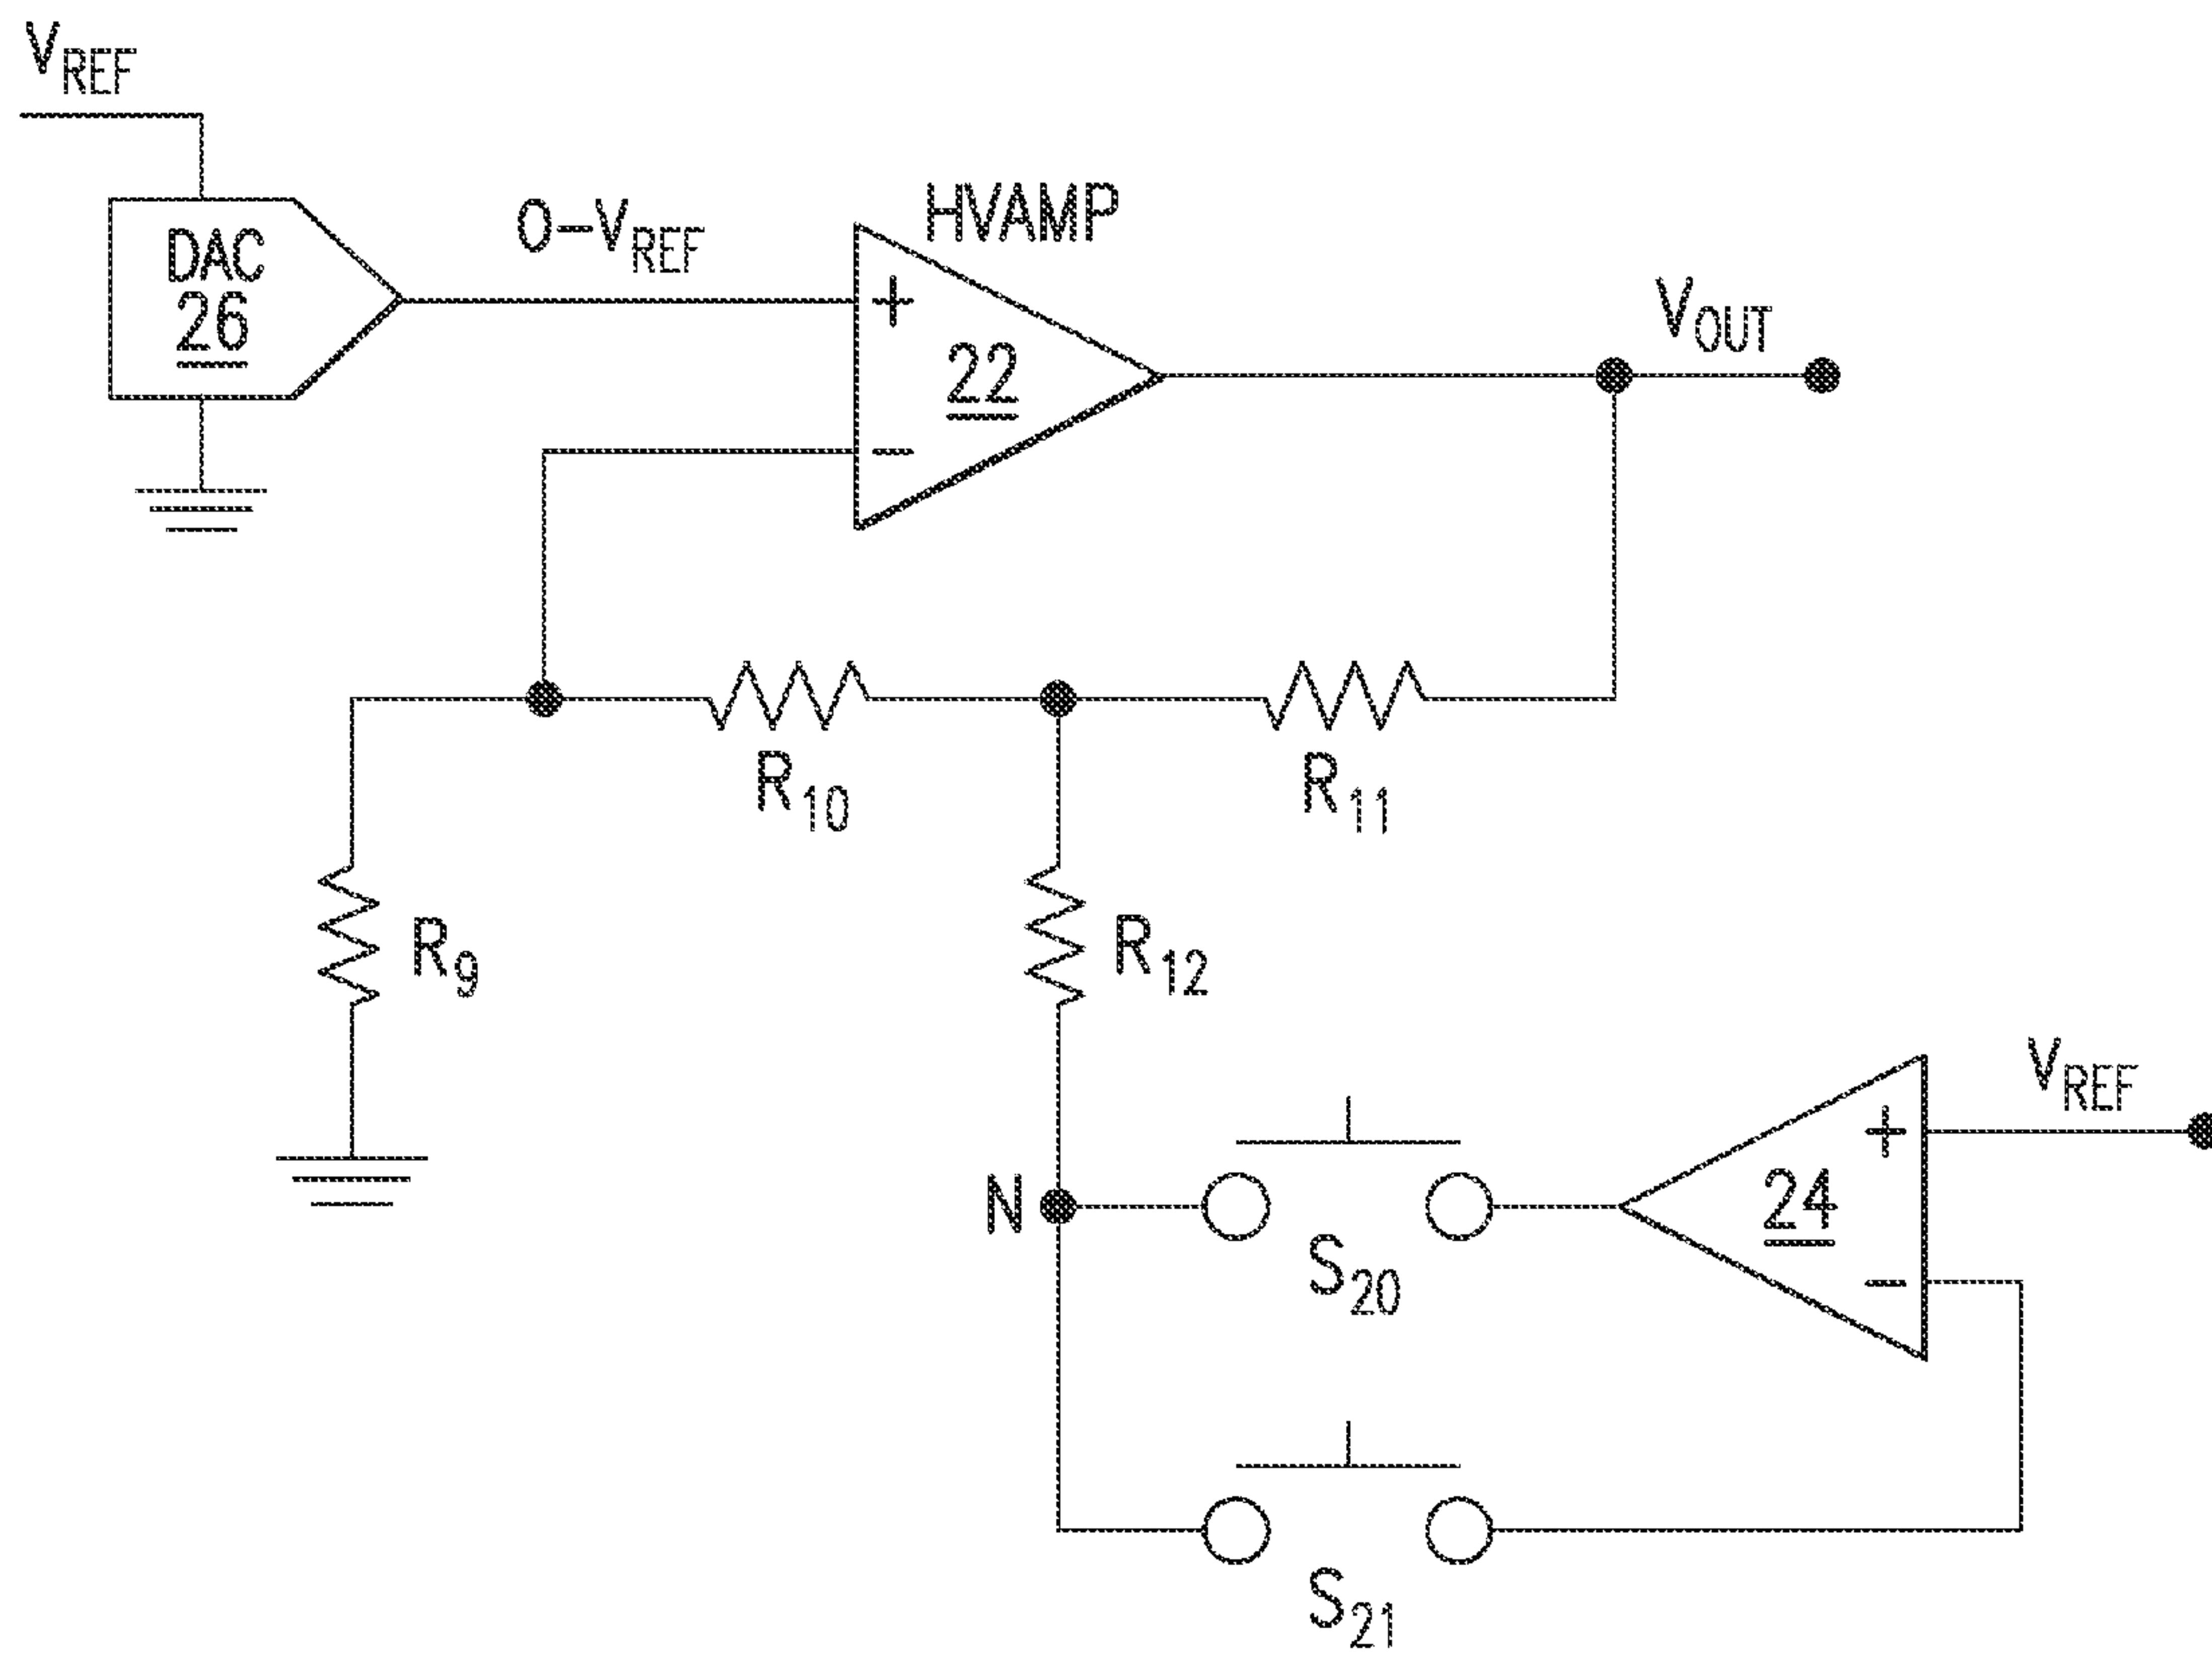 VREF
DAC
26
0-VREF
HVAMP
+
22
-
VOUT
R10
R11
R9
R12
N
S20
VREF
+
24
-
S21